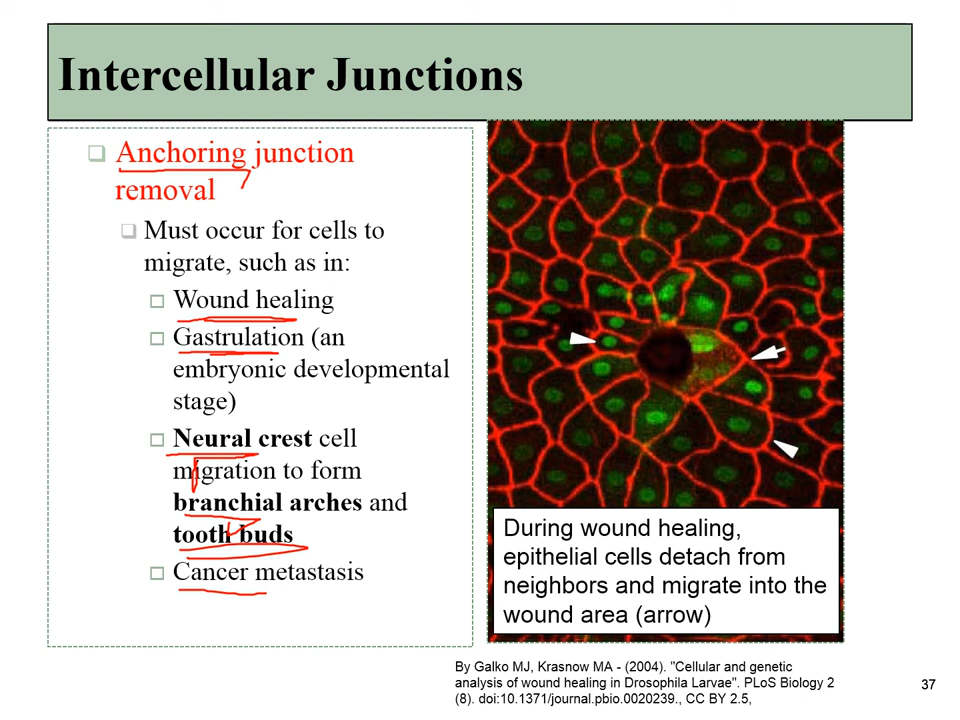 Intercellular Junctions
Anchoring junction
removal
Must occur for cells to
migrate, such as in:
Wound healing
Gastrulation (an
embryonic developmental
stage)
Neural crest cell
migration to form
branchial arches and
tooth buds
Cancer metastasis
During wound healing,
epithelial cells detach from
neighbors and migrate into the
wound area (arrow)
By Galko MJ, Krasnow MA - (2004). "Cellular and genetic
analysis of wound healing in Drosophila Larvae". PLoS Biology 2
(8). doi:10.1371/journal.pbio.0020239., CC BY 2.5,
37